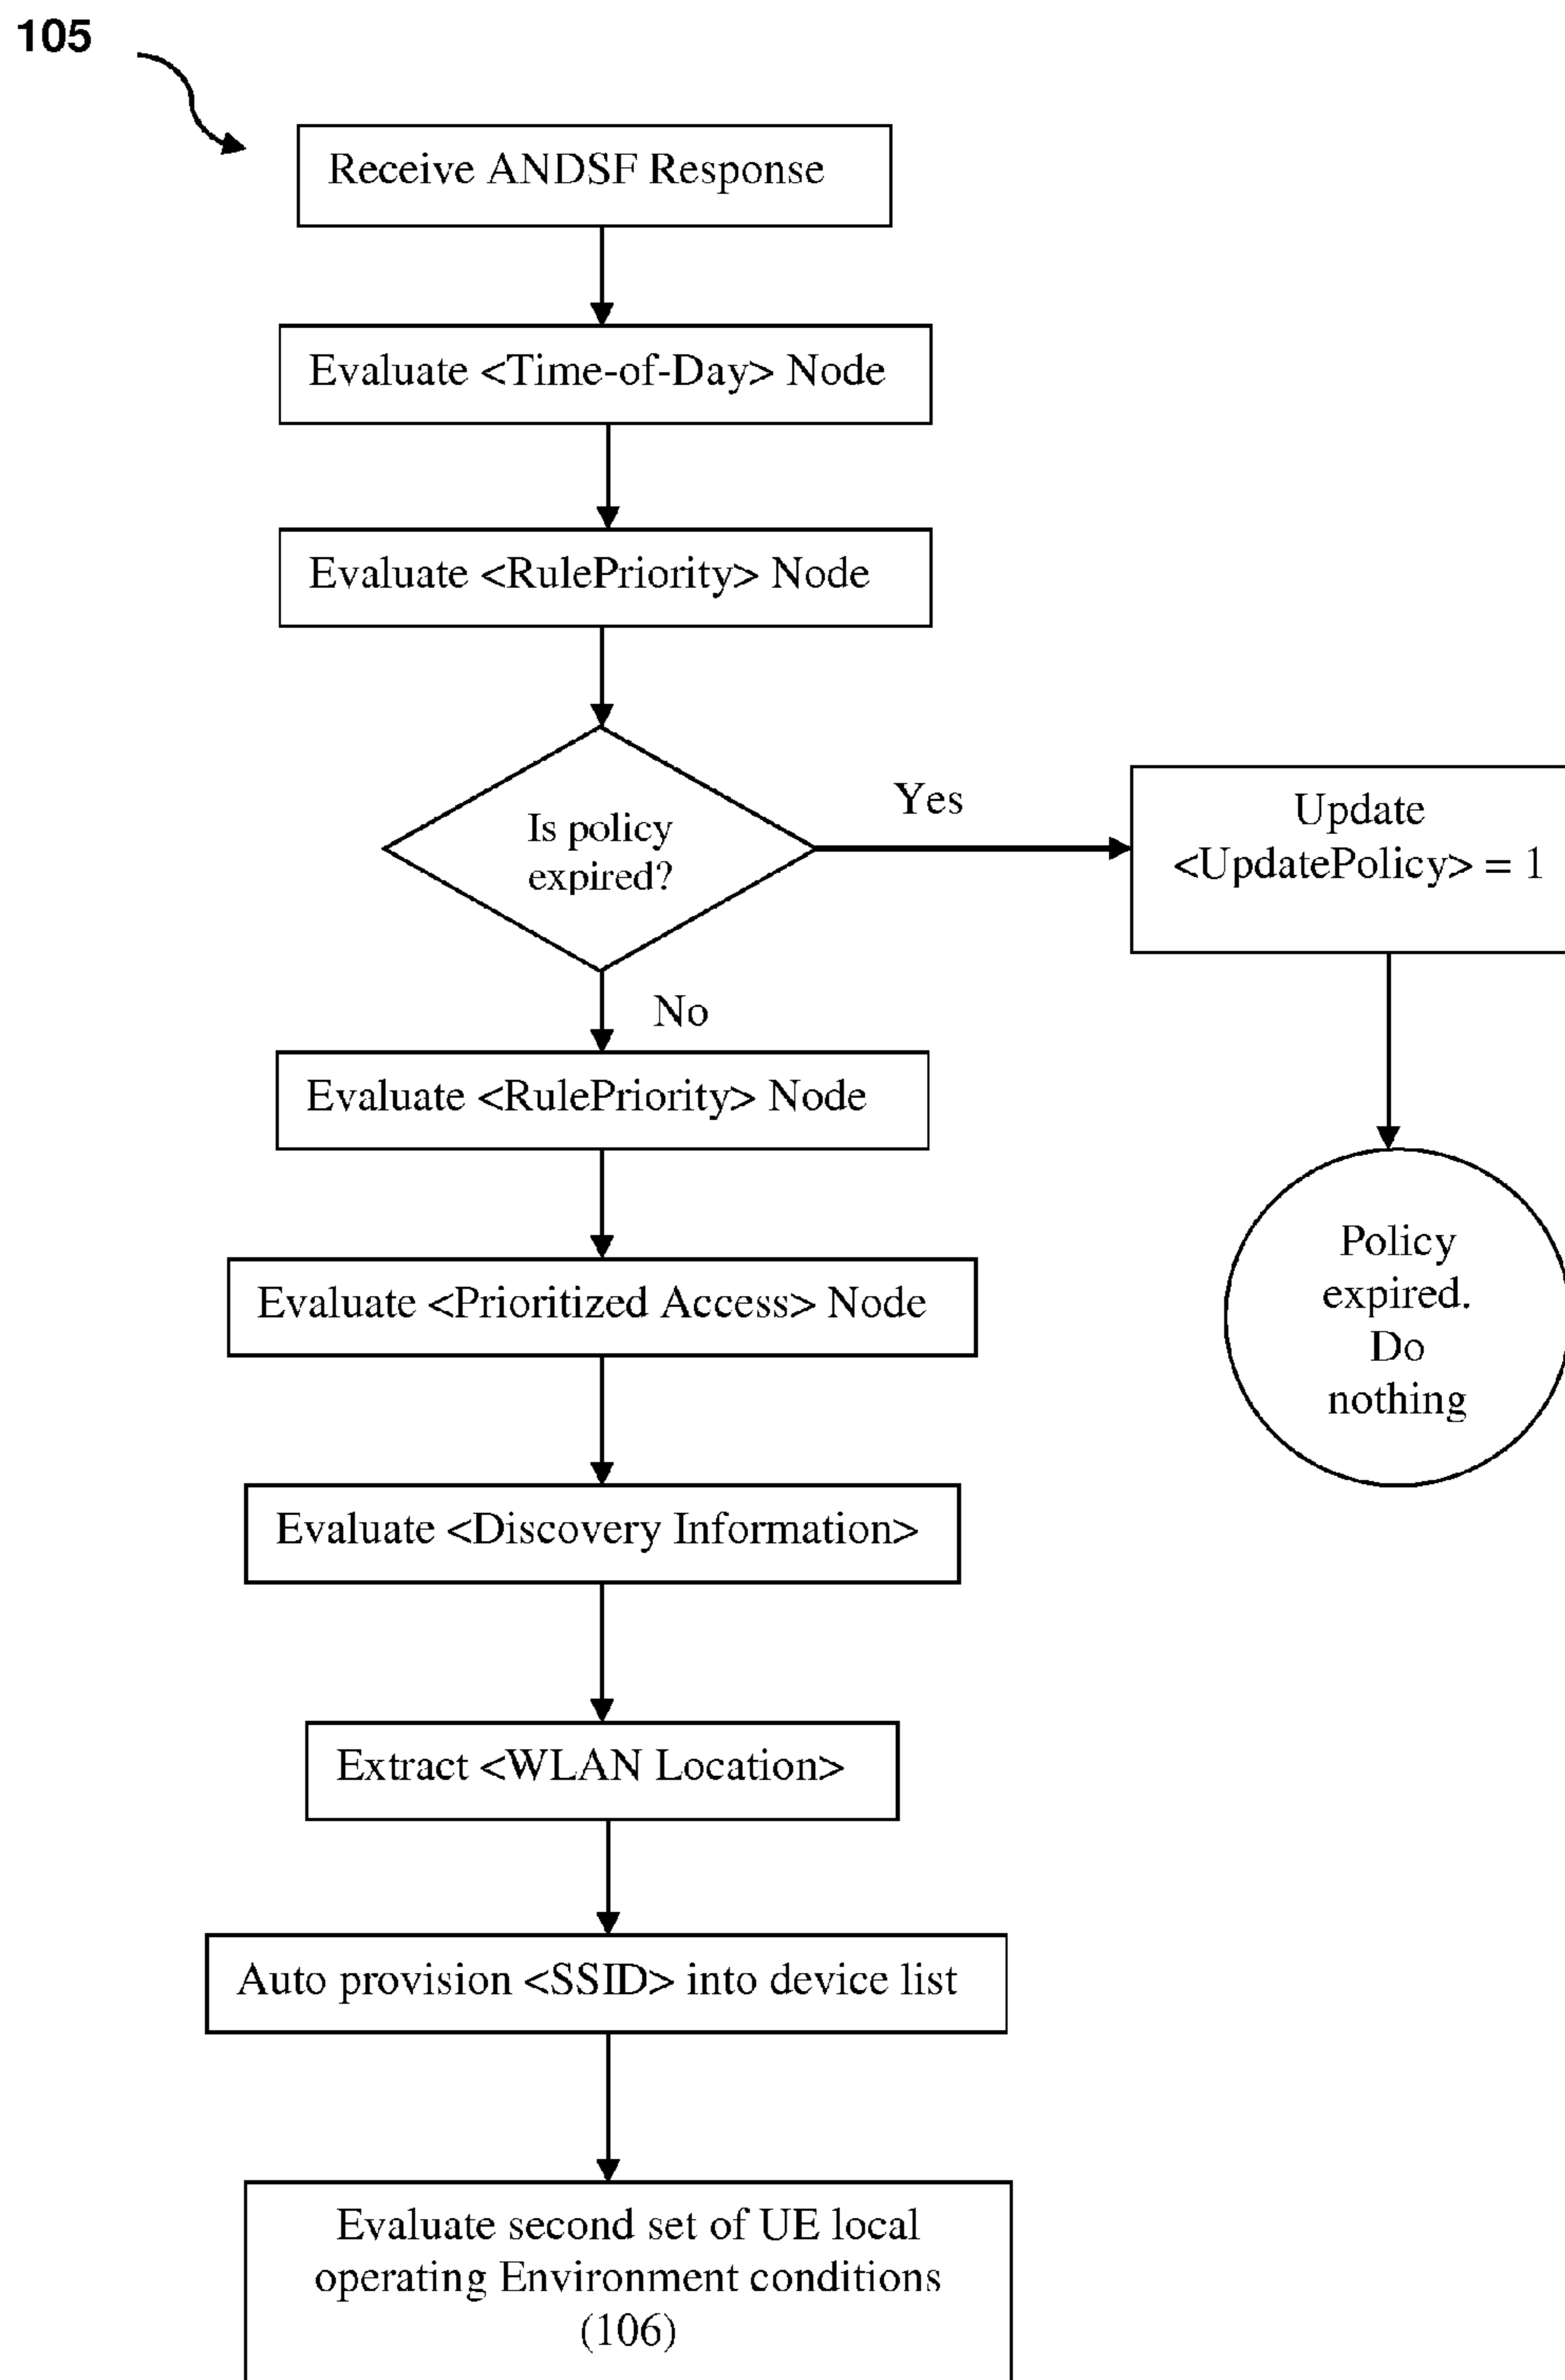 105
Receive ANDSF Response
Evaluate <Time-of-Day> Node
Evaluate <RulePriority> Node
Is policy
expired?
Yes
Update
<UpdatePolicy> = 1
No
Evaluate <RulePriority> Node
Policy
expired.
Do
nothing
Evaluate <Prioritized Access> Node
Evaluate <Discovery Information>
Extract <WLAN Location>
Auto provision <SSID> into device list
Evaluate second set of UE local
operating Environment conditions
(106)